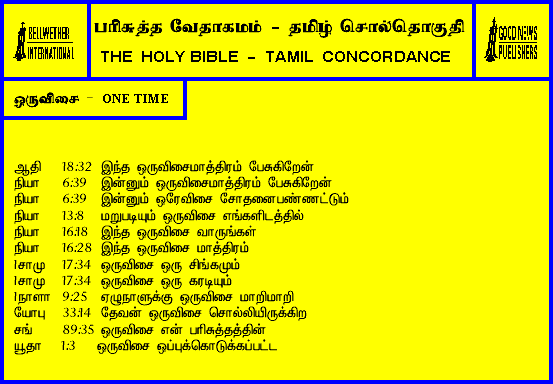 BELLWETHER
INTERNATIONAL
பரிசுத்த வேதாகமம் - தமிழ் சொல்தொகுதி
THE HOLY BIBLE - TAMIL CONCORDANCE
GOOD NEWS
PUBLISHERS
ஒருவிசை - ONE TIME
ஆதி 18:32 இந்த ஒருவிசைமாத்திரம் பேசுகிறேன்
நியா 6:39 இன்னும் ஒருவிசைமாத்திரம் பேசுகிறேன்
நியா 6:39 இன்னும் ஒரேவிசை சோதனைபண்ணட்டும்
நியா 13:8 மறுபடியும் ஒருவிசை எங்களிடத்தில்
நியா 16:18 இந்த ஒருவிசை வாருங்கள்
நியா 16:28 இந்த ஒருவிசை மாத்திரம்
1சாமு 17:34 ஒருவிசை ஒரு சிங்கமும்
1சாமு 17:34 ஒருவிசை ஒரு கரடியும்
1நாளா 9:25 ஏழுநாளுக்கு ஒருவிசை மாறிமாறி
யோபு 33:14 தேவன் ஒருவிசை சொல்லியிருக்கிற
சங் 89:35 ஒருவிசை என் பரிசுத்தத்தின்
யூதா 1:3 ஒருவிசை ஒப்புக்கொடுக்கப்பட்ட